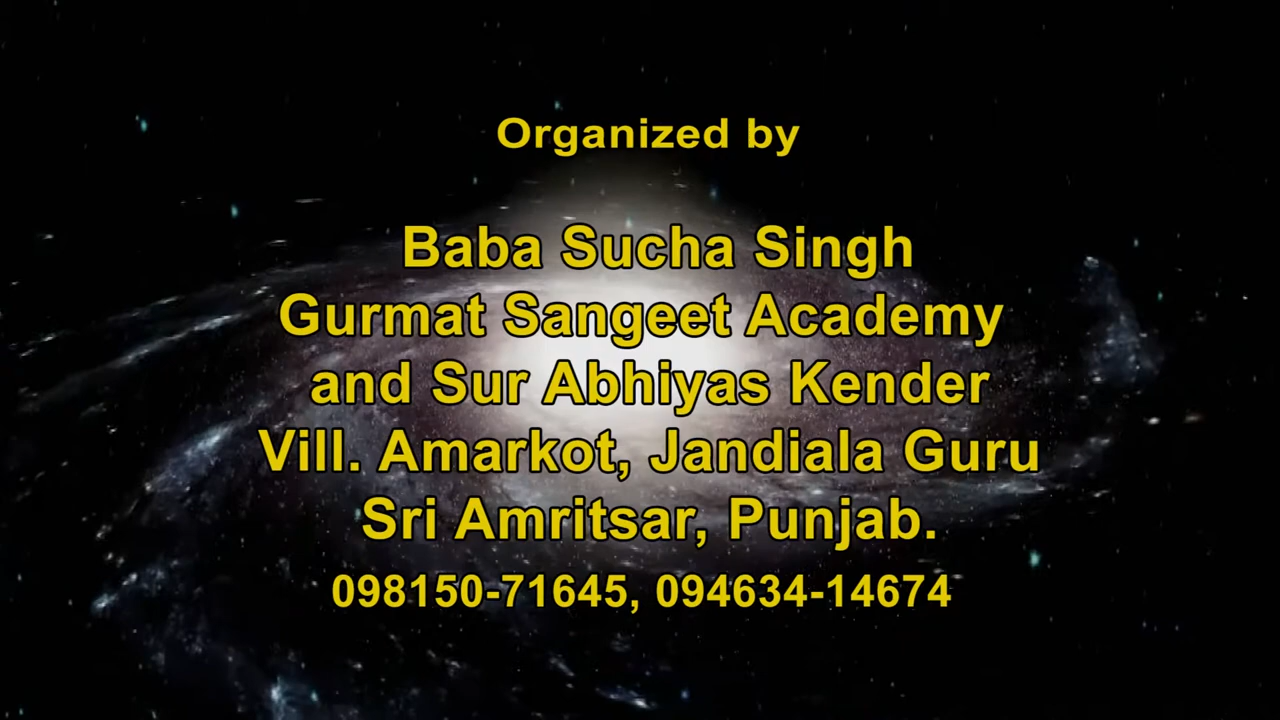 Organized by
Baba Sucha Singh
Gurmat Sangeet Academy
and Sur Abhiyas Kender
Vill. Amarkot, Jandiala Guru
Sri Amritsar, Punjab.
098150-71645, 094634-14674